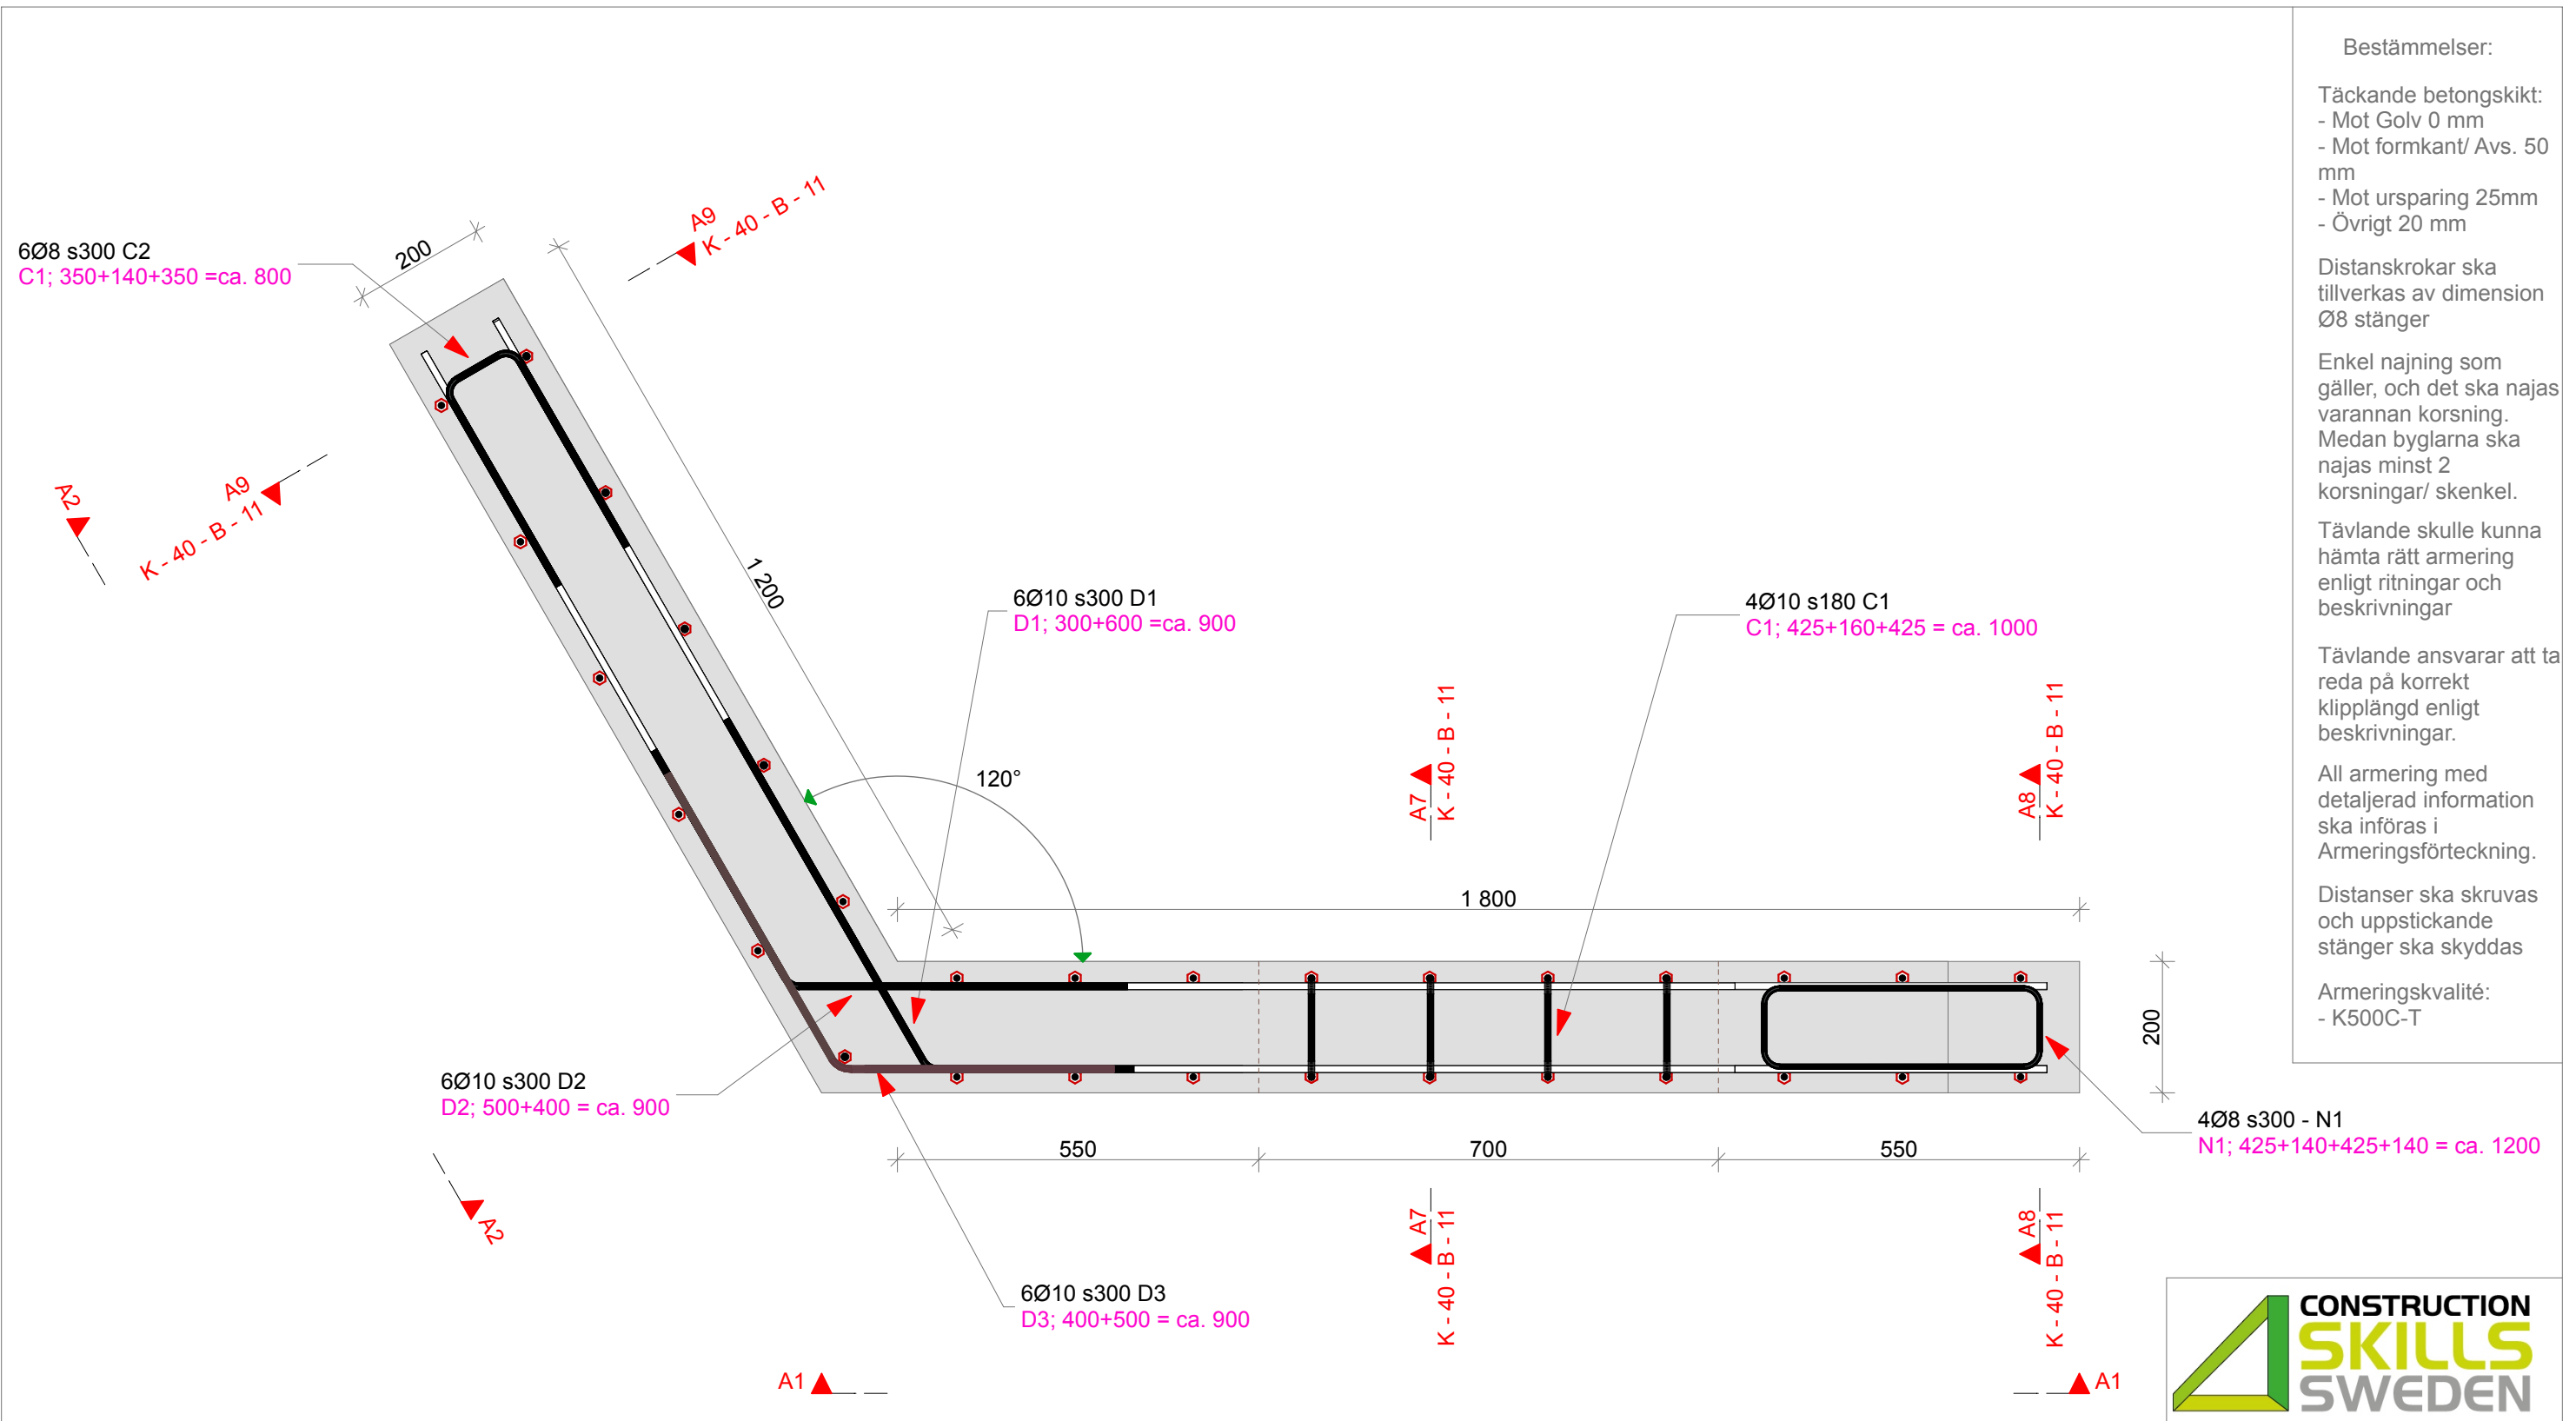 Bestämmelser:
Täckande betongskikt:
- Mot Golv 0 mm
- Mot formkant/ Avs. 50
mm
- Mot ursparing 25mm
- Övrigt 20 mm
Distanskrokar ska
tillverkas av dimension
Ø8 stänger
Enkel najning som
gäller, och det ska najas
varannan korsning.
Medan byglarna ska
najas minst 2
korsningar/ skenkel.
Tävlande skulle kunna
hämta rätt armering
enligt ritningar och
beskrivningar
Tävlande ansvarar att ta
reda på korrekt
klipplängd enligt
beskrivningar.
All armering med
detaljerad information
ska införas i
Armeringsförteckning.
Distanser ska skruvas
och uppstickande
stänger ska skyddas
Armeringskvalité:
- K500C-T
A9
K - 40 - B - 11
200
6Ø8 s300 C2
C1; 350+140+350 =ca. 800
A2
A9
K - 40 - B - 11
1 200
6Ø10 s300 D1
D1; 300+600 =ca. 900
4Ø10 s180 C1
C1; 425+160+425 = ca. 1000
120°
A7
K - 40 - B - 11
A8
K - 40 - B - 11
1 800
200
6Ø10 s300 D2
D2; 500+400 = ca. 900
550
700
550
4Ø8 s300 - N1
N1; 425+140+425+140 = ca. 1200
A2
A7
K - 40 - B - 11
A8
K - 40 - B - 11
6Ø10 s300 D3
D3; 400+500 = ca. 900
A1
A1
CONSTRUCTION
SKILLS
SWEDEN